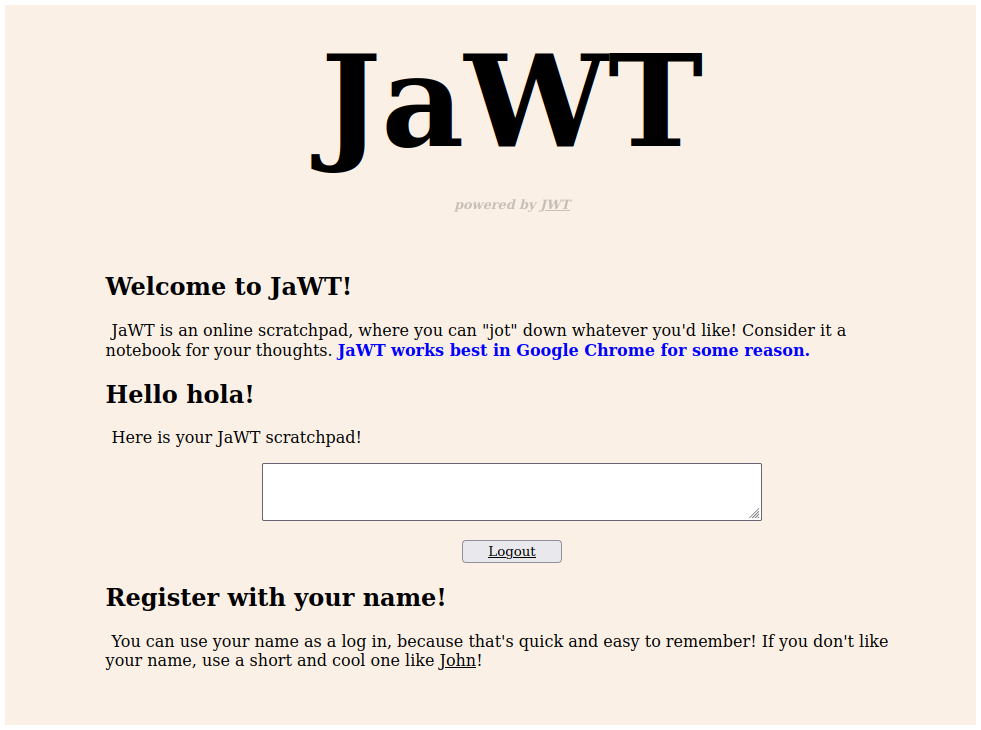 JaWT
powered by JWT
Welcome to JaWT!
JaWT is an online scratchpad, where you can "jot" down whatever you'd like! Consider it a
notebook for your thoughts. JaWT works best in Google Chrome for some reason.
Hello hola!
Here is your JaWT scratchpad!
Logout
Register with your name!
You can use your name as a log in, because that's quick and easy to remember! If you don't like
your name, use a short and cool one like John!